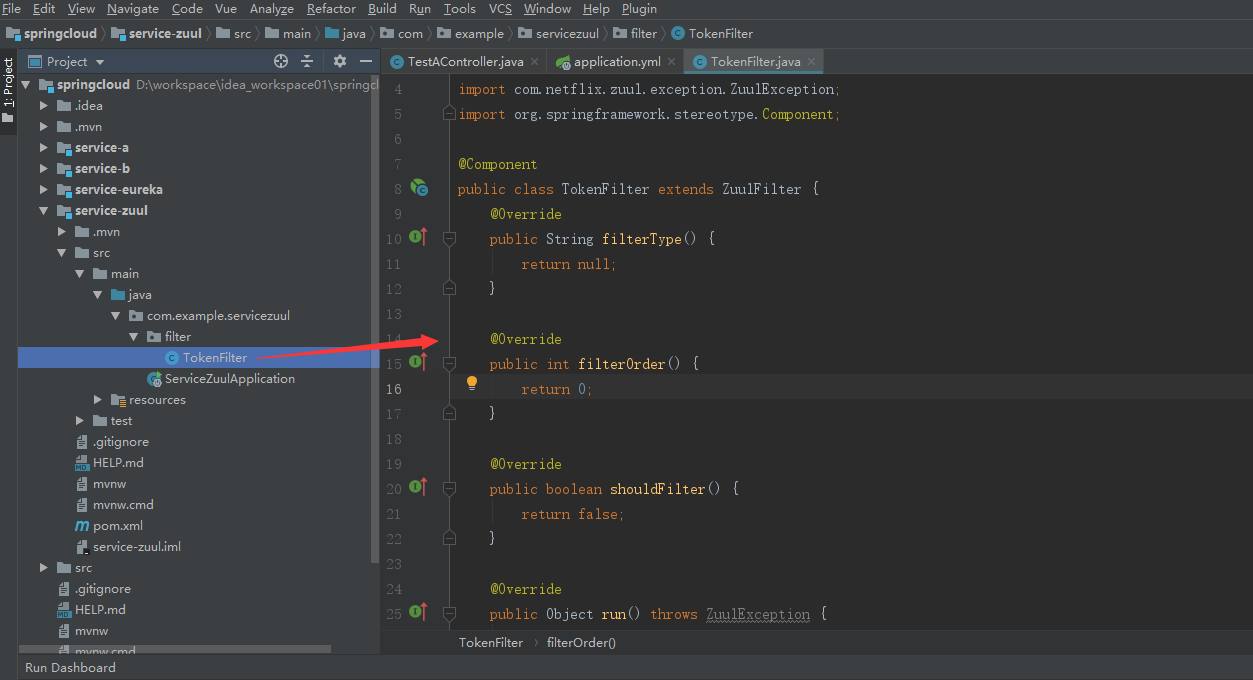 File Edit View Navigate Code Vue Analyze Refactor Build Run Tools VCS Window Help Plugin
springcloud service-zuul src main java com example servicezuul filter TokenFilter
1: Project
Project
springcloud D:\workspace\idea_workspace01\springcl
.idea
.mvn
service-a
service-b
service-eureka
service-zuul
.mvn
src
main
java
com.example.servicezuul
filter
TokenFilter
ServiceZuulApplication
resources
test
.gitignore
HELP.md
mvnw
mvnw.cmd
pom.xml
service-zuul.iml
src
.gitignore
HELP.md
mvnw
mvnw.cmd
TestAController.java application.yml TokenFilter.java
4 import com.netflix.zuul.exception.ZuulException;
5 import org.springframework.stereotype.Component;
6
7 @Component
8 public class TokenFilter extends ZuulFilter {
9 @Override
10 public String filterType() {
11 return null;
12 }
13
14 @Override
15 public int filterOrder() {
16 return 0;
17 }
18
19 @Override
20 public boolean shouldFilter() {
21 return false;
22 }
23
24 @Override
25 public Object run() throws ZuulException {
TokenFilter filterOrder()
Run Dashboard